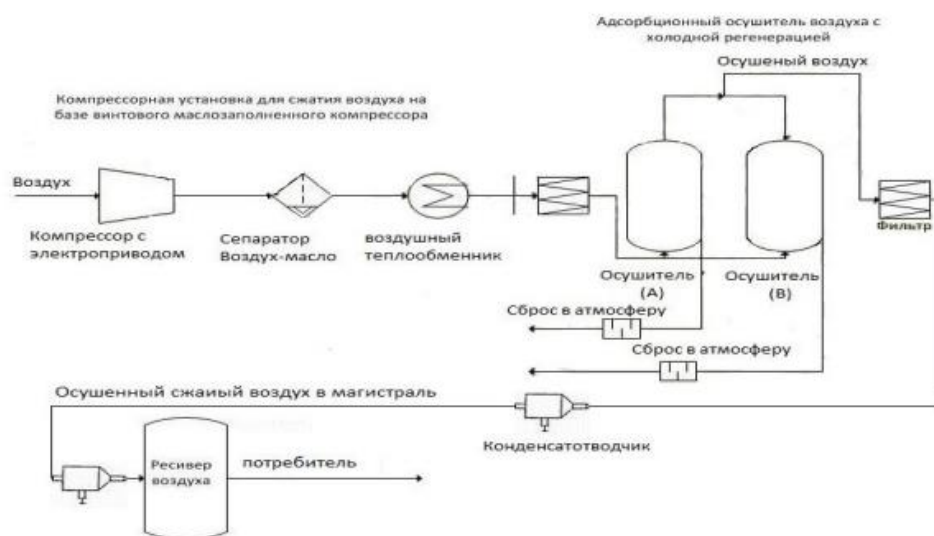 Адсорбционный осушитель воздуха с
холодной регенерацией
Осушеный воздух
Компрессорная установка для сжатия воздуха на
базе винтового маслозаполненного компрессора
Воздух
Компрессор с
электроприводом
Сепаратор
Воздух-масло
воздушный
теплообменник
Фильтр
Осушитель
(А)
Осушитель
(В)
Сброс в атмосферу
Сброс в атмосферу
Осушенный сжаиый воздух в магистраль
Конденсатотводчик
Ресивер
воздуха
потребитель